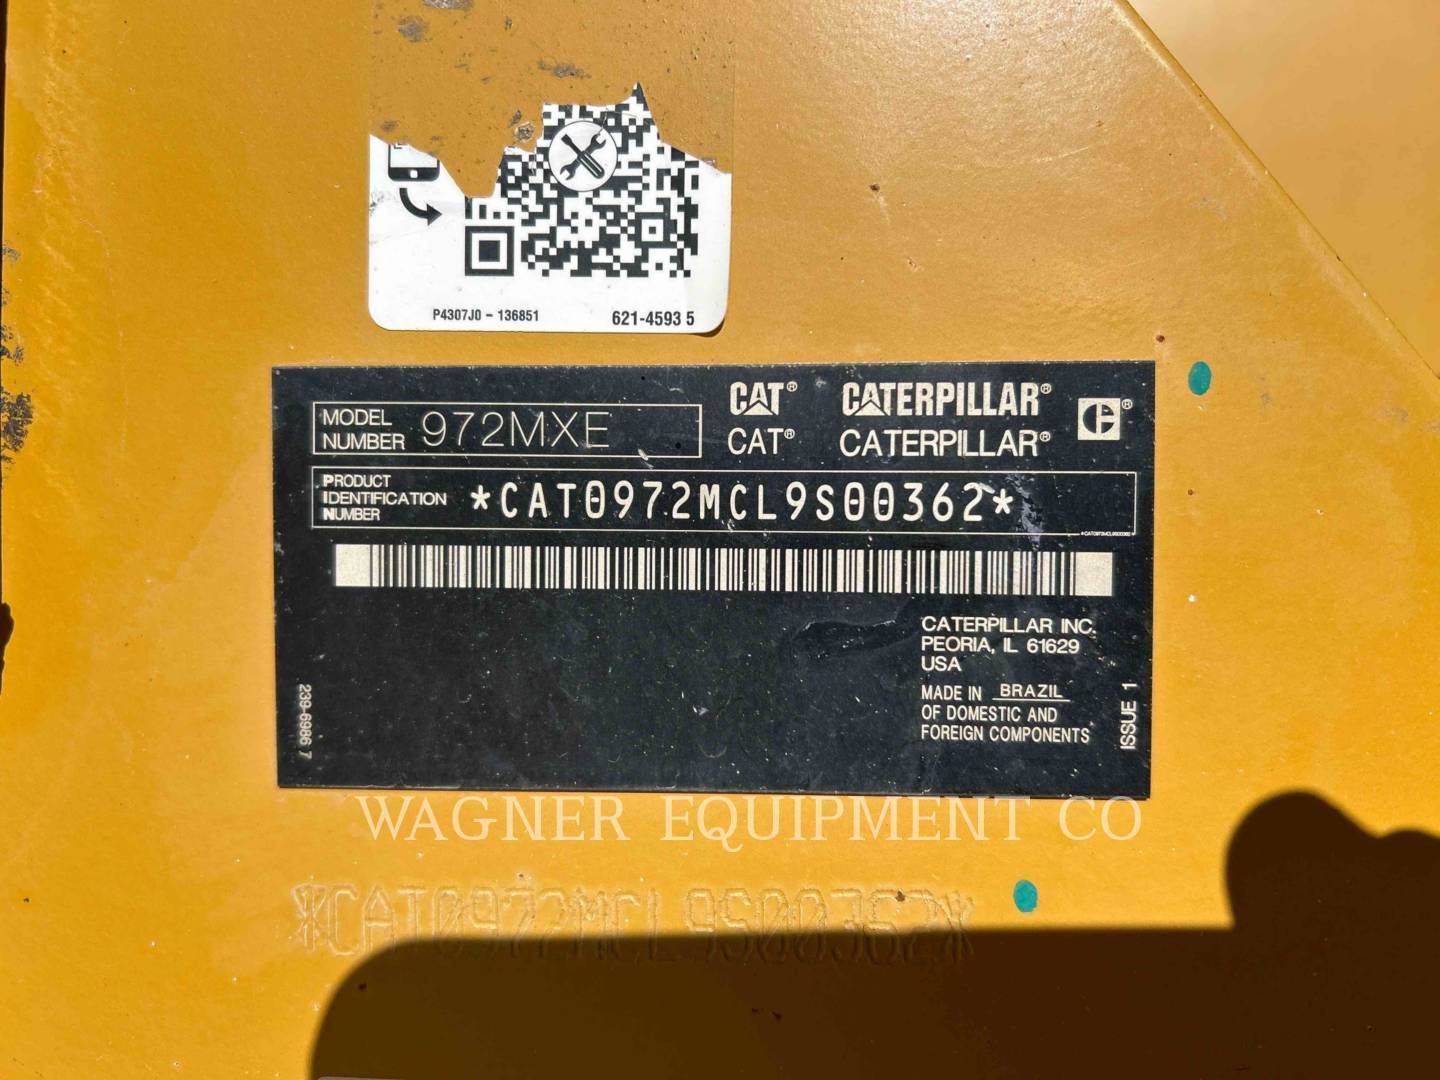 P4307J0 - 136851
621-4593 5
MODEL NUMBER 972MXE
CAT® CATERPILLAR® ®
CAT® CATERPILLAR®
PRODUCT IDENTIFICATION NUMBER *CAT0972MCL9S00362*
*CAT0972MCL9S00362
CATERPILLAR INC.
PEORIA, IL 61629
USA
MADE IN BRAZIL
OF DOMESTIC AND
FOREIGN COMPONENTS
239-6986 7
ISSUE 1
WAGNER EQUIPMENT CO
*CAT0972MCL9S00362*